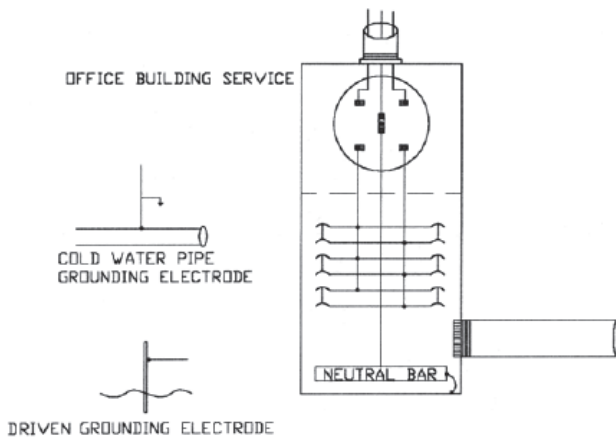 OFFICE BUILDING SERVICE
COLD WATER PIPE
GROUNDING ELECTRODE
NEUTRAL BAR
DRIVEN GROUNDING ELECTRODE